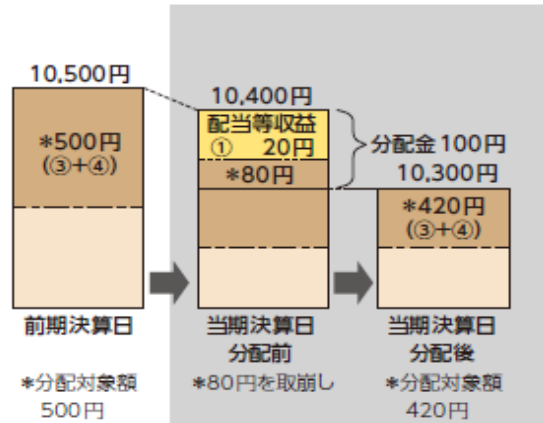 10,500円
*500円
(③+④)
前期決算日
*分配対象額
500円
10,400円
配当等収益
① 20円
*80円
分配金100円
当期決算日
分配前
*80円を取崩し
10,300円
*420円
(③+④)
当期決算日
分配後
*分配対象額
420円